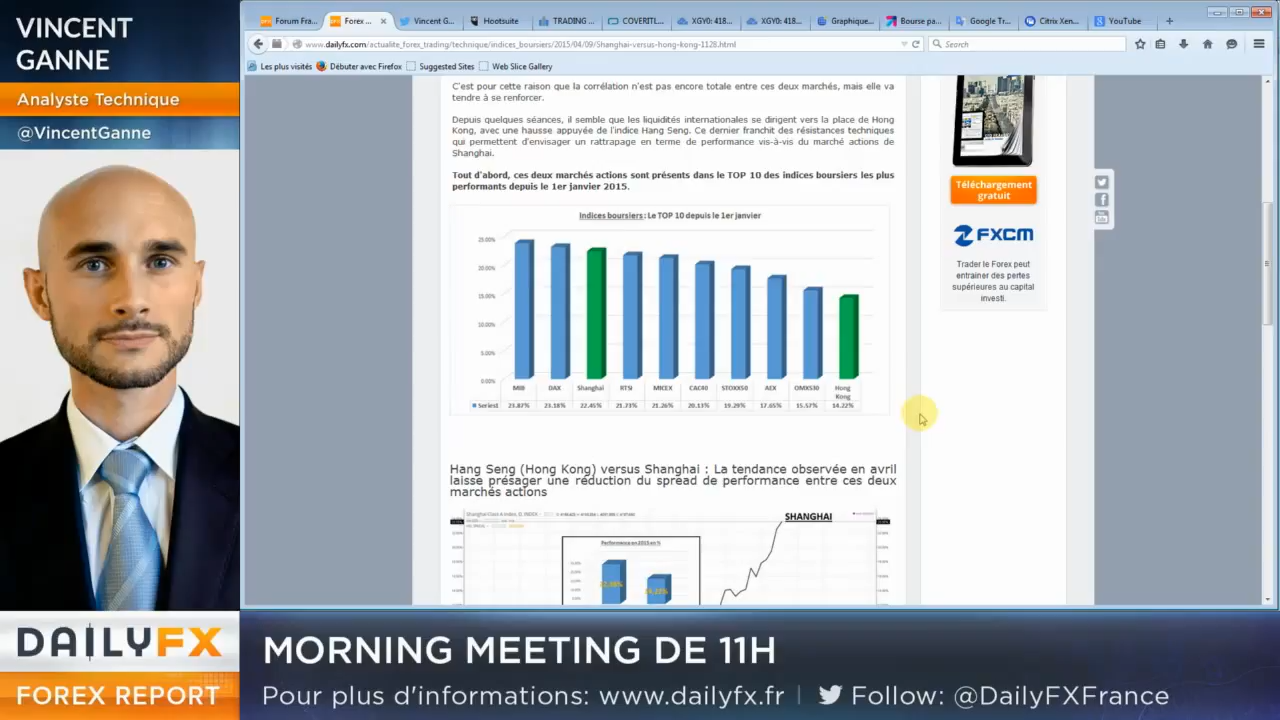 VINCENT
GANNE
Analyste Technique
@VincentGanne
Forum Fra...
Forex ...
Vincent G...
Hootsuite
TRADING ...
COVERITL...
XGY0: 418...
XGY0: 418...
Graphique...
Bourse pa...
Google Tr...
Citrix Xen...
YouTube
www.dailyfx.com/actualite_forex_trading/technique/indices_boursiers/2015/04/09/Shanghai-versus-hong-kong-1128.html
Search
Les plus visités
Débuter avec Firefox
Suggested Sites
Web Slice Gallery
C'est pour cette raison que la corrélation n'est pas encore totale entre ces deux marchés, mais elle va
tendre à se renforcer.
Depuis quelques séances, il semble que les liquidités internationales se dirigent vers la place de Hong
Kong, avec une hausse appuyée de l'indice Hang Seng. Ce dernier franchit des résistances techniques
qui permettent d'envisager un rattrapage en terme de performance vis-à-vis du marché actions de
Shanghai.
Tout d'abord, ces deux marchés actions sont présents dans le TOP 10 des indices boursiers les plus
performants depuis le 1er janvier 2015.
Indices boursiers : Le TOP 10 depuis le 1er janvier
25.00%
20.00%
15.00%
10.00%
5.00%
0.00%
MIB DAX Shanghai RTSI MICEX CAC40 STOXX50 AEX OMXS30 Hong
Kong
Series1 23.87% 23.18% 22.45% 21.73% 21.26% 20.13% 19.29% 17.65% 15.57% 14.22%
Hang Seng (Hong Kong) versus Shanghai : La tendance observée en avril
laisse présager une réduction du spread de performance entre ces deux
marchés actions
SHANGHAI
Performance en 2015 en %
Téléchargement
gratuit
FXCM
Trader le Forex peut
entrainer des pertes
supérieures au capital
investi.
DAILYFX
FOREX REPORT
MORNING MEETING DE 11H
Pour plus d'informations: www.dailyfx.fr | Follow: @DailyFXFrance